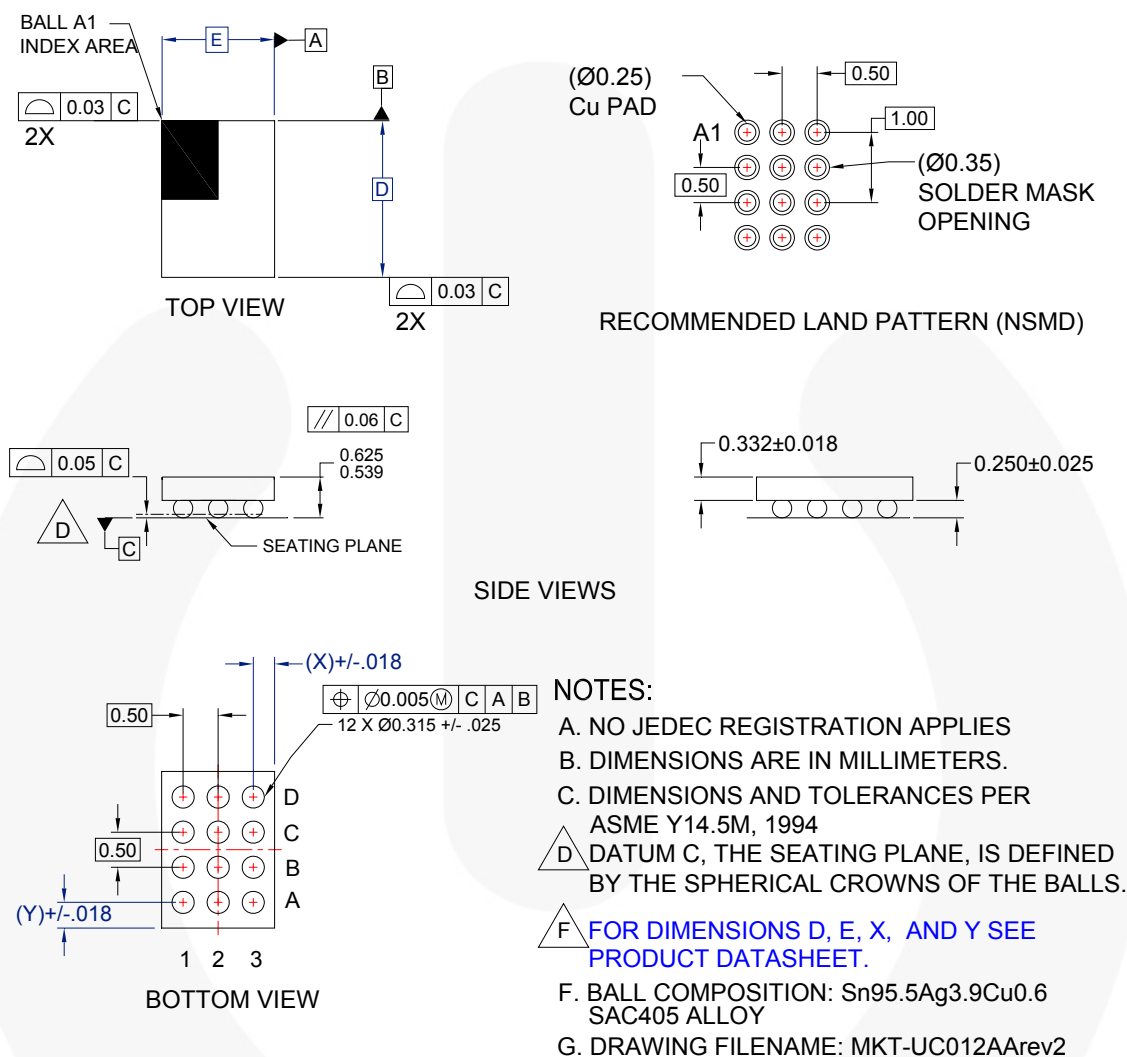 BALL A1
INDEX AREA
E
A
B
0.03 C
2X
D
0.03 C
2X
TOP VIEW
(Ø0.25)
Cu PAD
0.50
A1
1.00
0.50
(Ø0.35)
SOLDER MASK
OPENING
RECOMMENDED LAND PATTERN (NSMD)
// 0.06 C
0.05 C
0.625
0.539
D
C
SEATING PLANE
0.332±0.018
0.250±0.025
SIDE VIEWS
(X)+/-.018
Ø0.005Ⓜ C A B
12 X Ø0.315 +/- .025
0.50
D
C
0.50
B
A
(Y)+/-.018
1 2 3
BOTTOM VIEW
NOTES:
A. NO JEDEC REGISTRATION APPLIES
B. DIMENSIONS ARE IN MILLIMETERS.
C. DIMENSIONS AND TOLERANCES PER
ASME Y14.5M, 1994
D DATUM C, THE SEATING PLANE, IS DEFINED
BY THE SPHERICAL CROWNS OF THE BALLS.
F FOR DIMENSIONS D, E, X, AND Y SEE
PRODUCT DATASHEET.
F. BALL COMPOSITION: Sn95.5Ag3.9Cu0.6
SAC405 ALLOY
G. DRAWING FILENAME: MKT-UC012AArev2